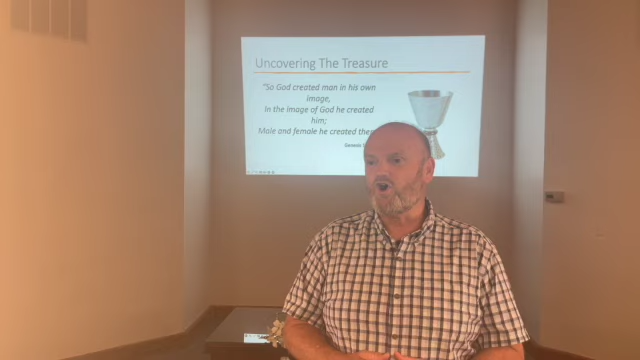 Uncovering The Treasure
"So God created man in his own
image,
In the Image of God he created
him;
Male and female he created
Genesis